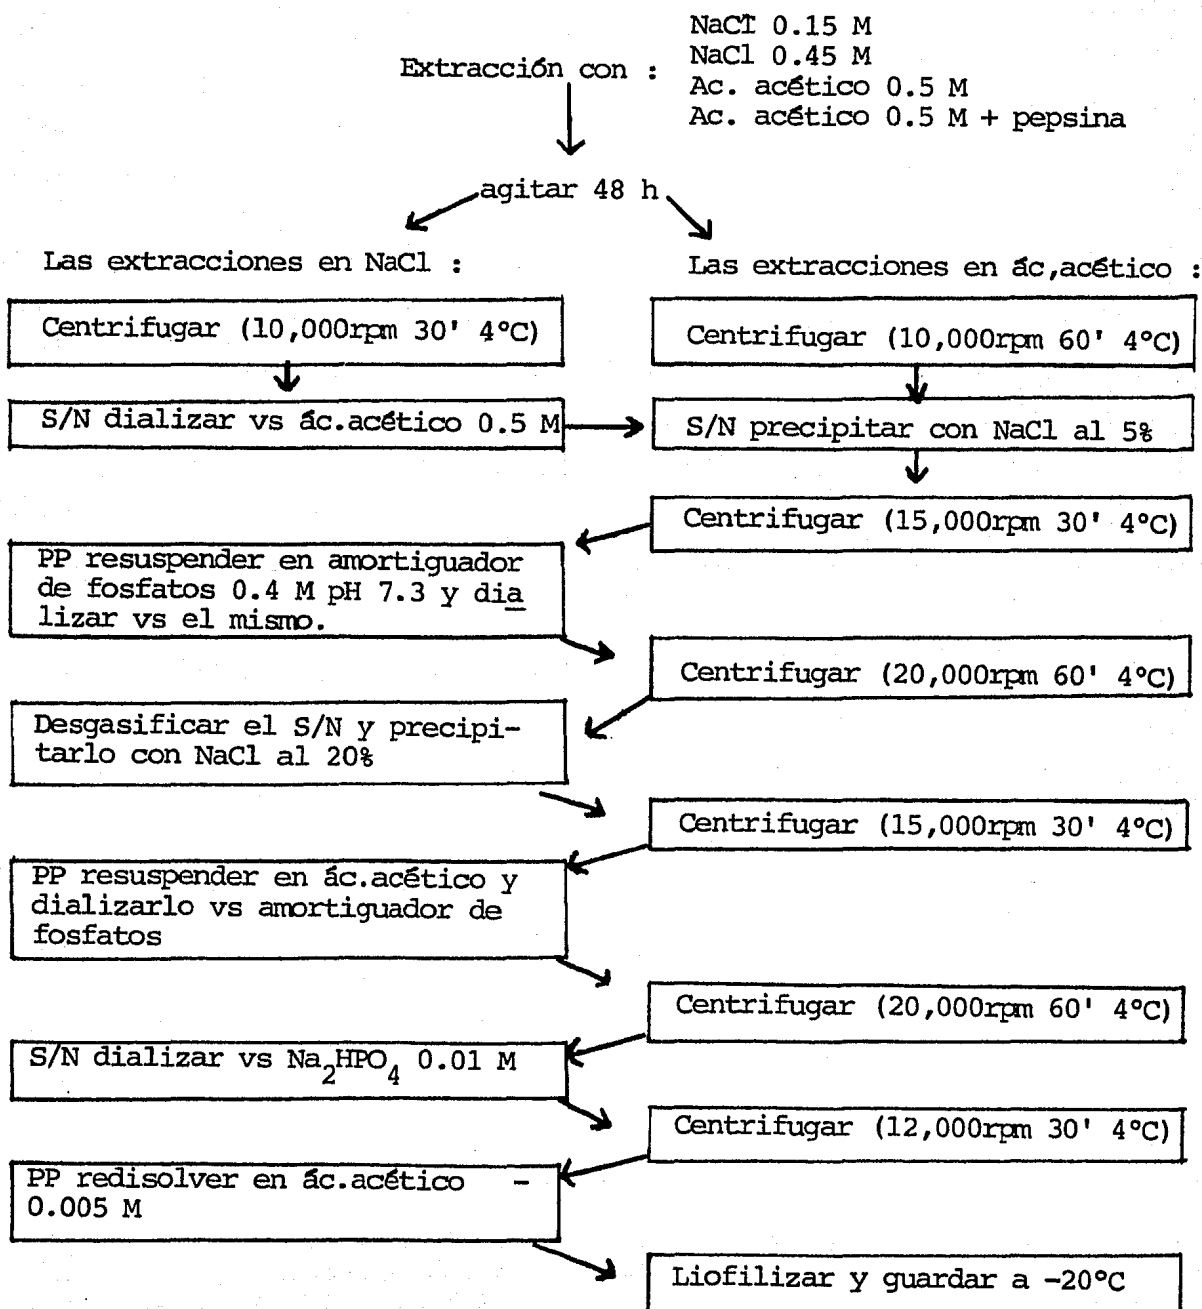 NaCl 0.15 M
NaCl 0.45 M
Extracción con :
Ac. acético 0.5 M
Ac. acético 0.5 M + pepsina
agitar 48 h
Las extracciones en NaCl :
Las extracciones en ác,acético :
Centrifugar (10,000rpm 30' 4°C)
Centrifugar (10,000rpm 60' 4°C)
S/N dializar vs ác.acético 0.5 M
S/N precipitar con NaCl al 5%
Centrifugar (15,000rpm 30' 4°C)
PP resuspender en amortiguador
de fosfatos 0.4 M pH 7.3 y dia
lizar vs el mismo.
Centrifugar (20,000rpm 60' 4°C)
Desgasificar el S/N y precipi-
tarlo con NaCl al 20%
Centrifugar (15,000rpm 30' 4°C)
PP resuspender en ác.acético y
dializarlo vs amortiguador de
fosfatos
Centrifugar (20,000rpm 60' 4°C)
S/N dializar vs Na₂HPO₄ 0.01 M
Centrifugar (12,000rpm 30' 4°C)
PP redisolver en ác.acético -
0.005 M
Liofilizar y guardar a -20°C